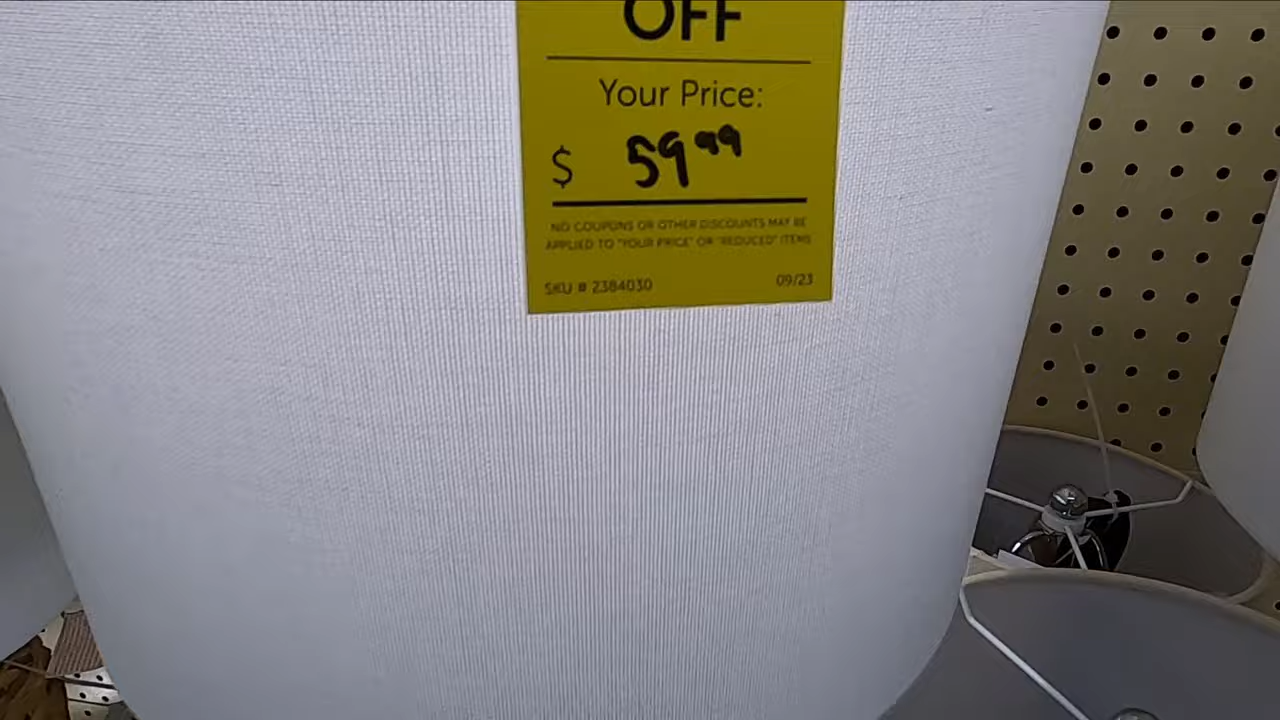 OFF
Your Price:
$ 59.99
NO COUPONS OR OTHER DISCOUNTS MAY BE
APPLIED TO "YOUR PRICE" OR "REDUCED" ITEMS
SKU # 2384030 09/23